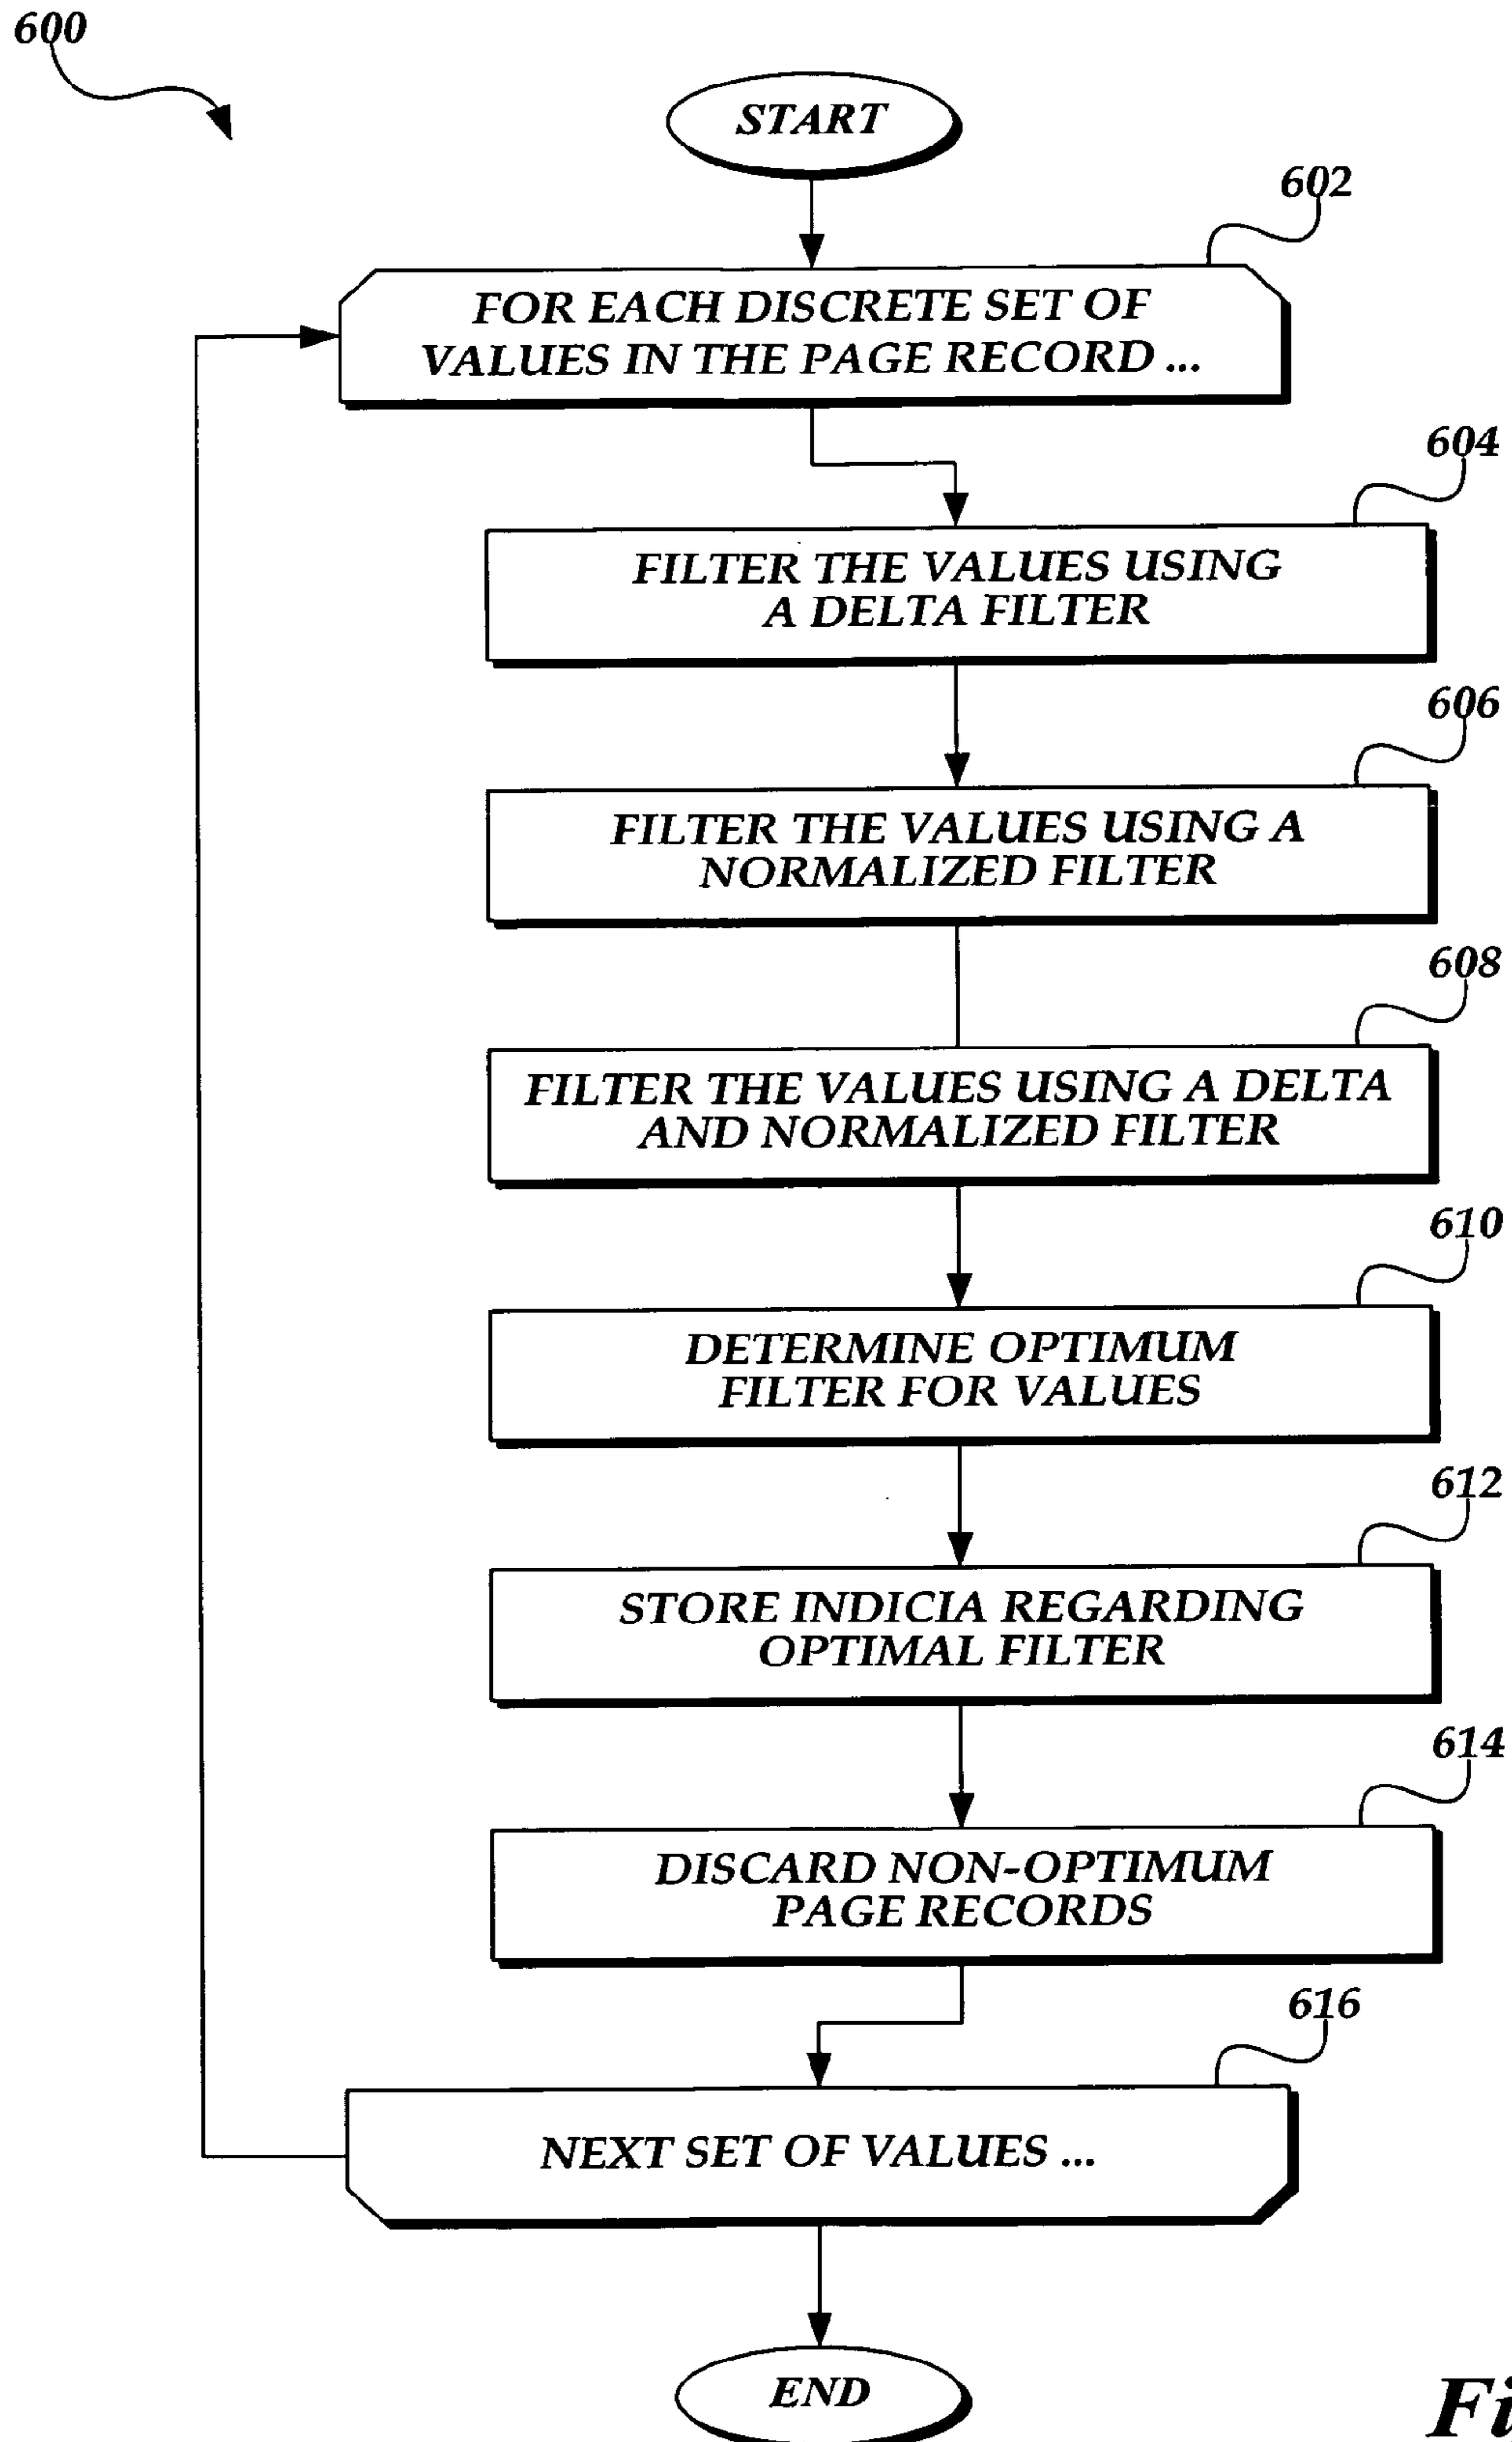 600
START
602
FOR EACH DISCRETE SET OF
VALUES IN THE PAGE RECORD ...
604
FILTER THE VALUES USING
A DELTA FILTER
606
FILTER THE VALUES USING A
NORMALIZED FILTER
608
FILTER THE VALUES USING A DELTA
AND NORMALIZED FILTER
610
DETERMINE OPTIMUM
FILTER FOR VALUES
612
STORE INDICIA REGARDING
OPTIMAL FILTER
614
DISCARD NON-OPTIMUM
PAGE RECORDS
616
NEXT SET OF VALUES ...
END